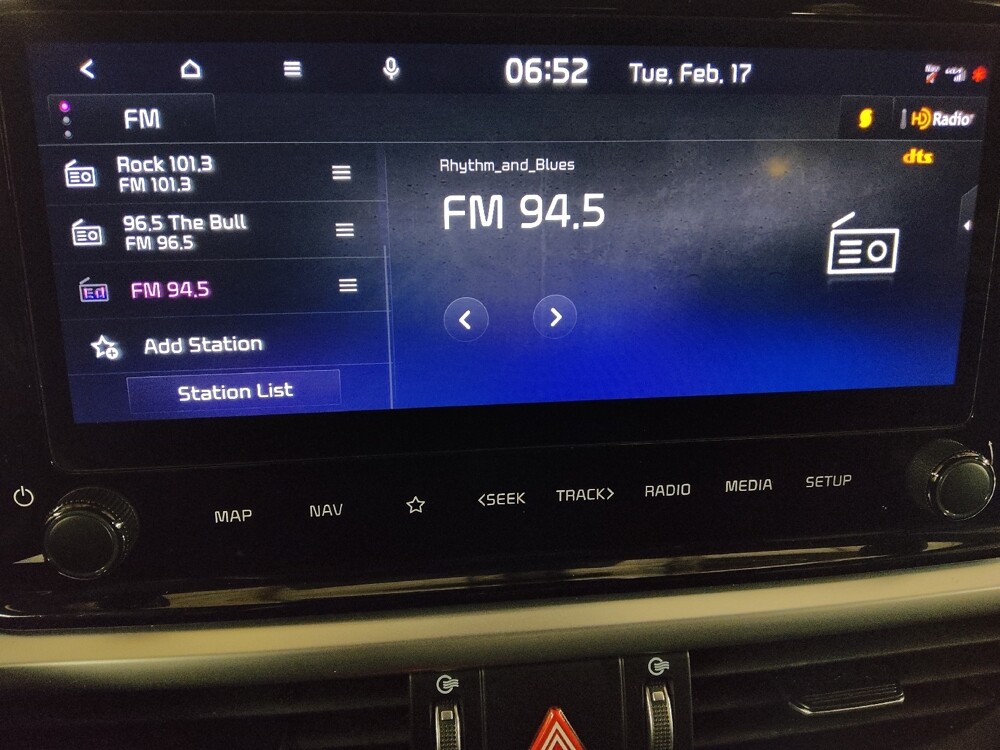 06:52 Tue, Feb. 17
FM
HD Radio
dts
Rock 101.3
FM 101.3
96.5 The Bull
FM 96.5
FM 94.5
Add Station
Station List
Rhythm_and_Blues
FM 94.5
MAP NAV <SEEK TRACK> RADIO MEDIA SETUP